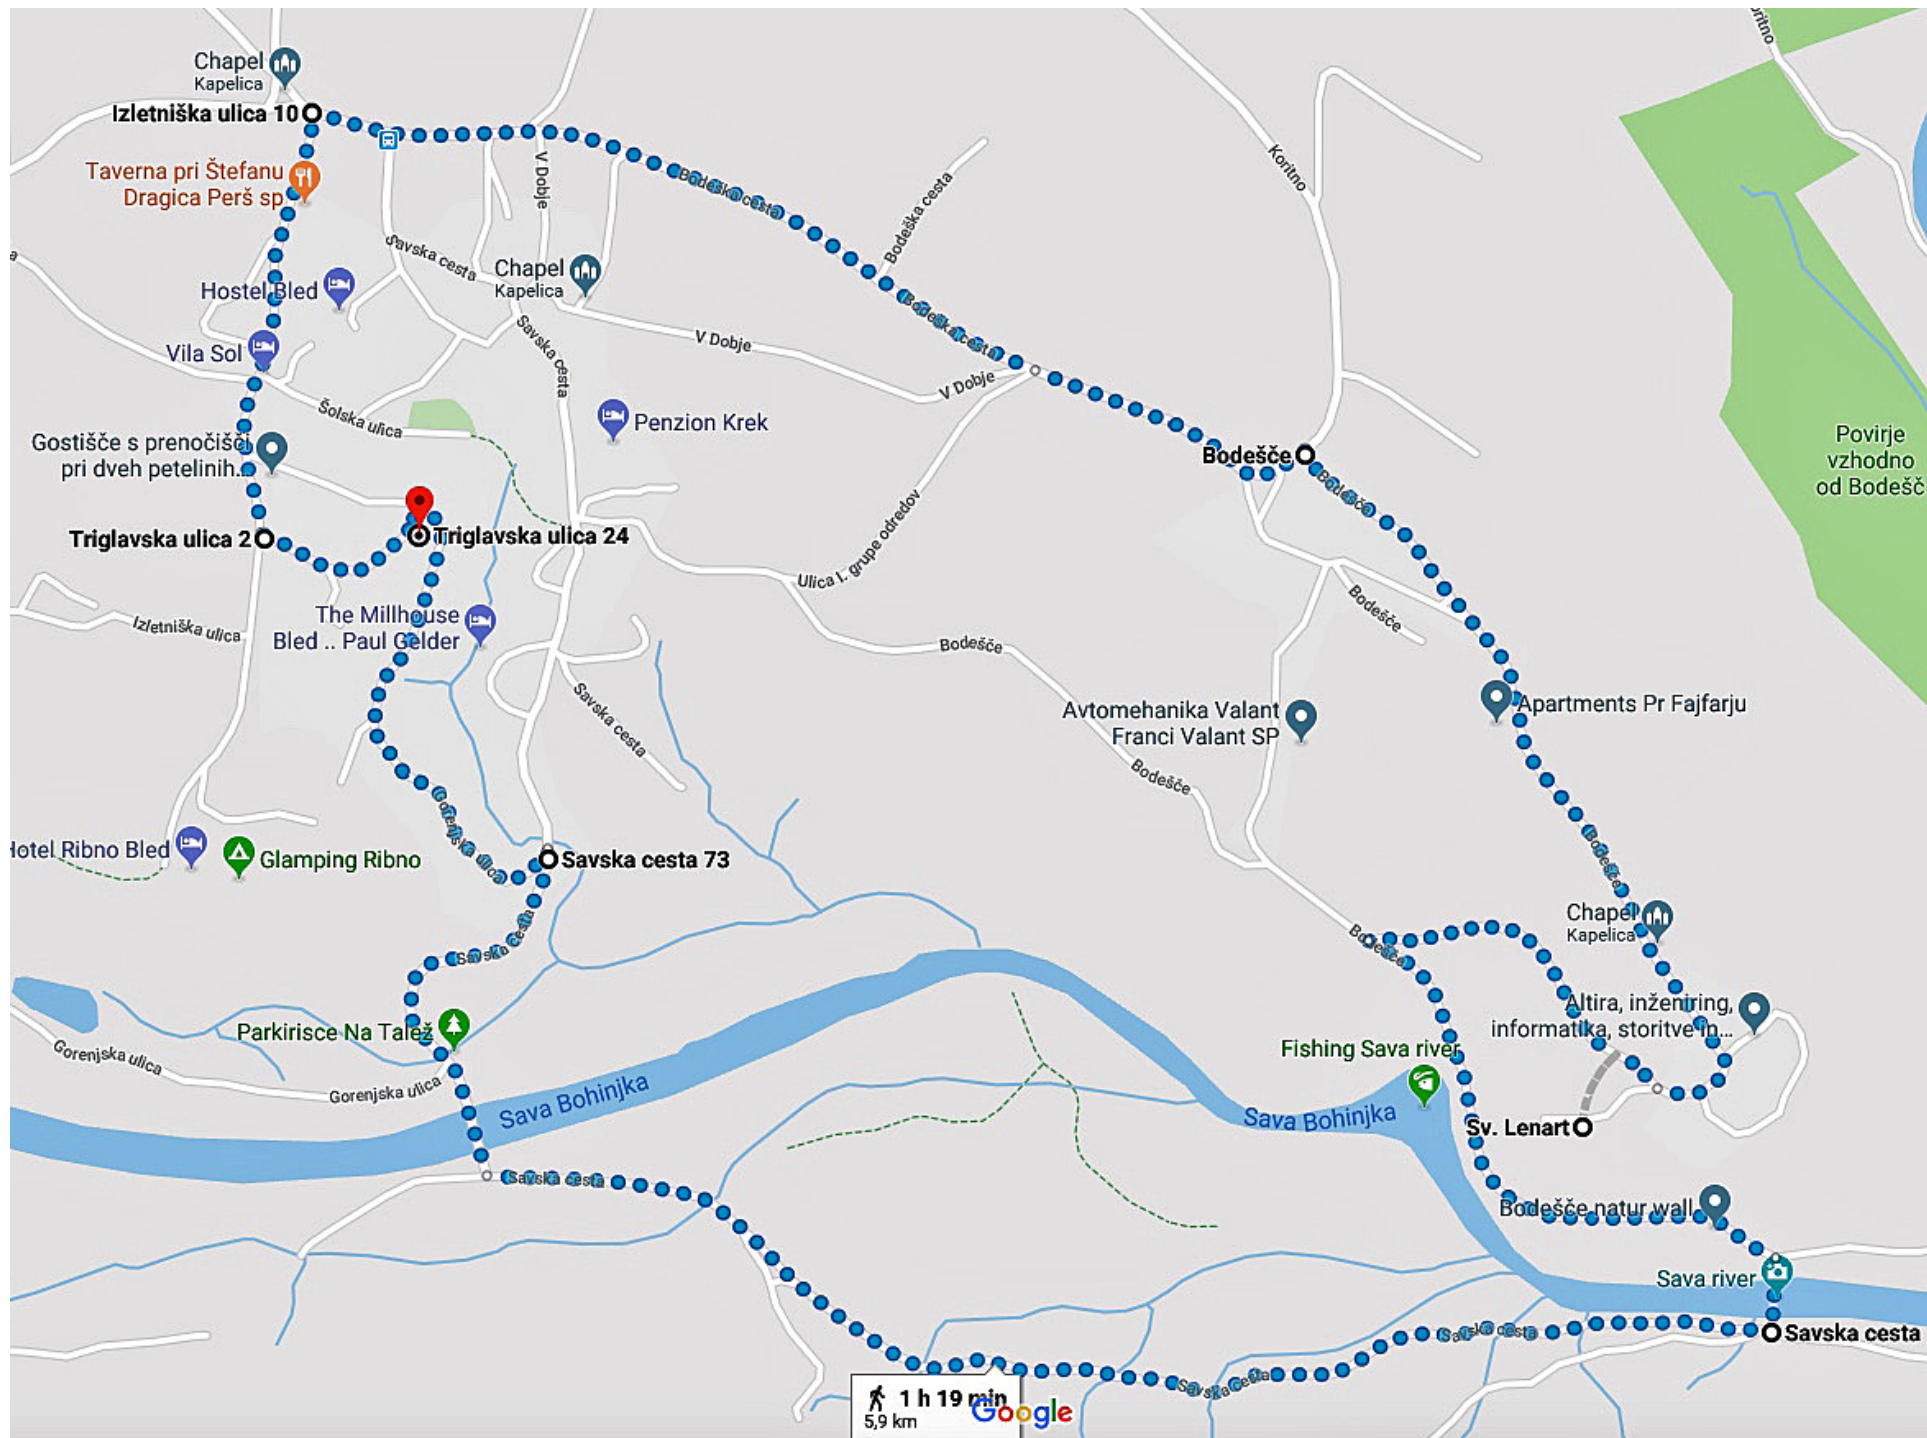 Chapel
Kapelica
Izletniška ulica 10
Taverna pri Štefanu
Dragica Perš sp
V Dobje
Bodeška cesta
Bodeška cesta
Koritno
Savska cesta
Chapel
Kapelica
Hostel Bled
Savska cesta
Bodeška cesta
V Dobje
Vila Sol
V Dobje
Šolska ulica
Penzion Krek
Gostišče s prenočišči
pri dveh petelinih...
Bodešče
Bodešče
Povirje
vzhodno
od Bodešč
Triglavska ulica 2
Triglavska ulica 24
Ulica I. grupe odredov
Bodešče
The Millhouse
Bled .. Paul Gelder
Izletniška ulica
Bodešče
Savska cesta
Avtomehanika Valant
Franci Valant SP
Apartments Pr Fajfarju
Bodešče
Gorenjska ulica
Hotel Ribno Bled
Glamping Ribno
Savska cesta 73
Bodešče
Savska cesta
Savska cesta
Chapel
Kapelica
Bodešče
Altira, inženiring,
informatika, storitve in...
Parkirisce Na Talež
Gorenjska ulica
Gorenjska ulica
Sava Bohinjka
Fishing Sava river
Sava Bohinjka
Sv. Lenart
Savska cesta
Bodešče natur wall
Sava river
Savska cesta
Savska cesta
Savska cesta
1 h 19 min
5,9 km
Google